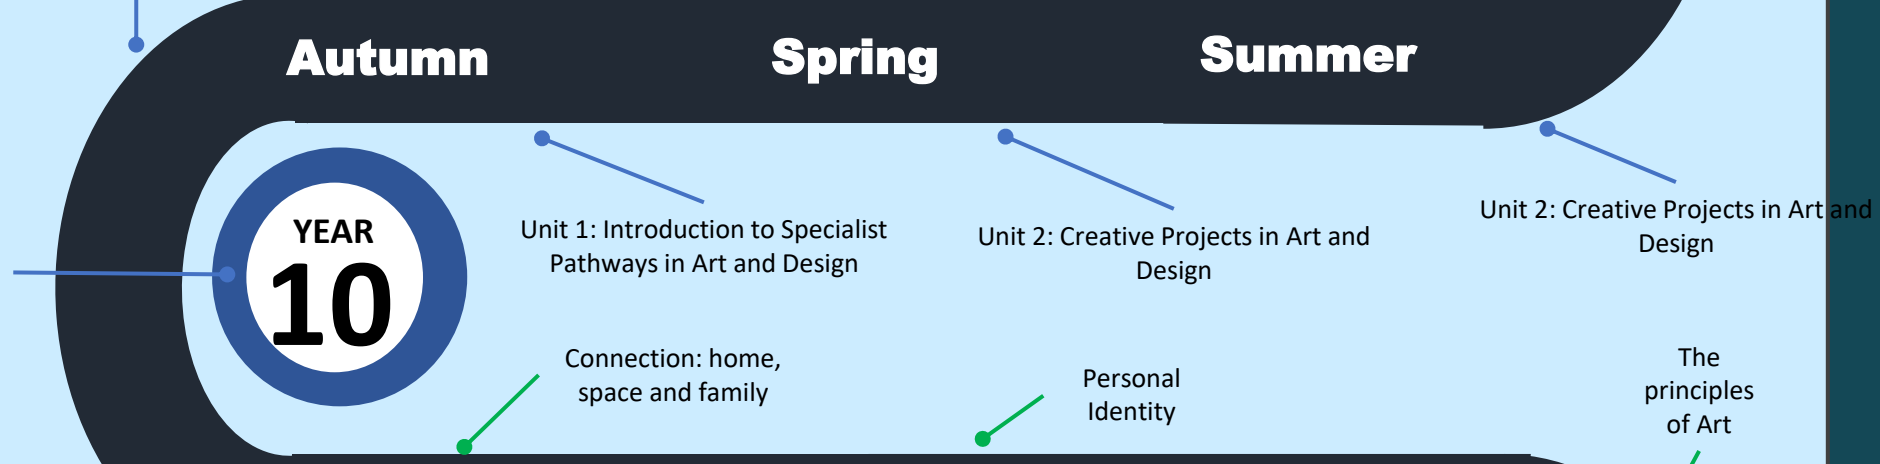 Autumn
Spring
Summer
YEAR
10
Unit 1: Introduction to Specialist
Pathways in Art and Design
Unit 2: Creative Projects in Art and
Design
Unit 2: Creative Projects in Art and
Design
Connection: home,
space and family
Personal
Identity
The
principles
of Art